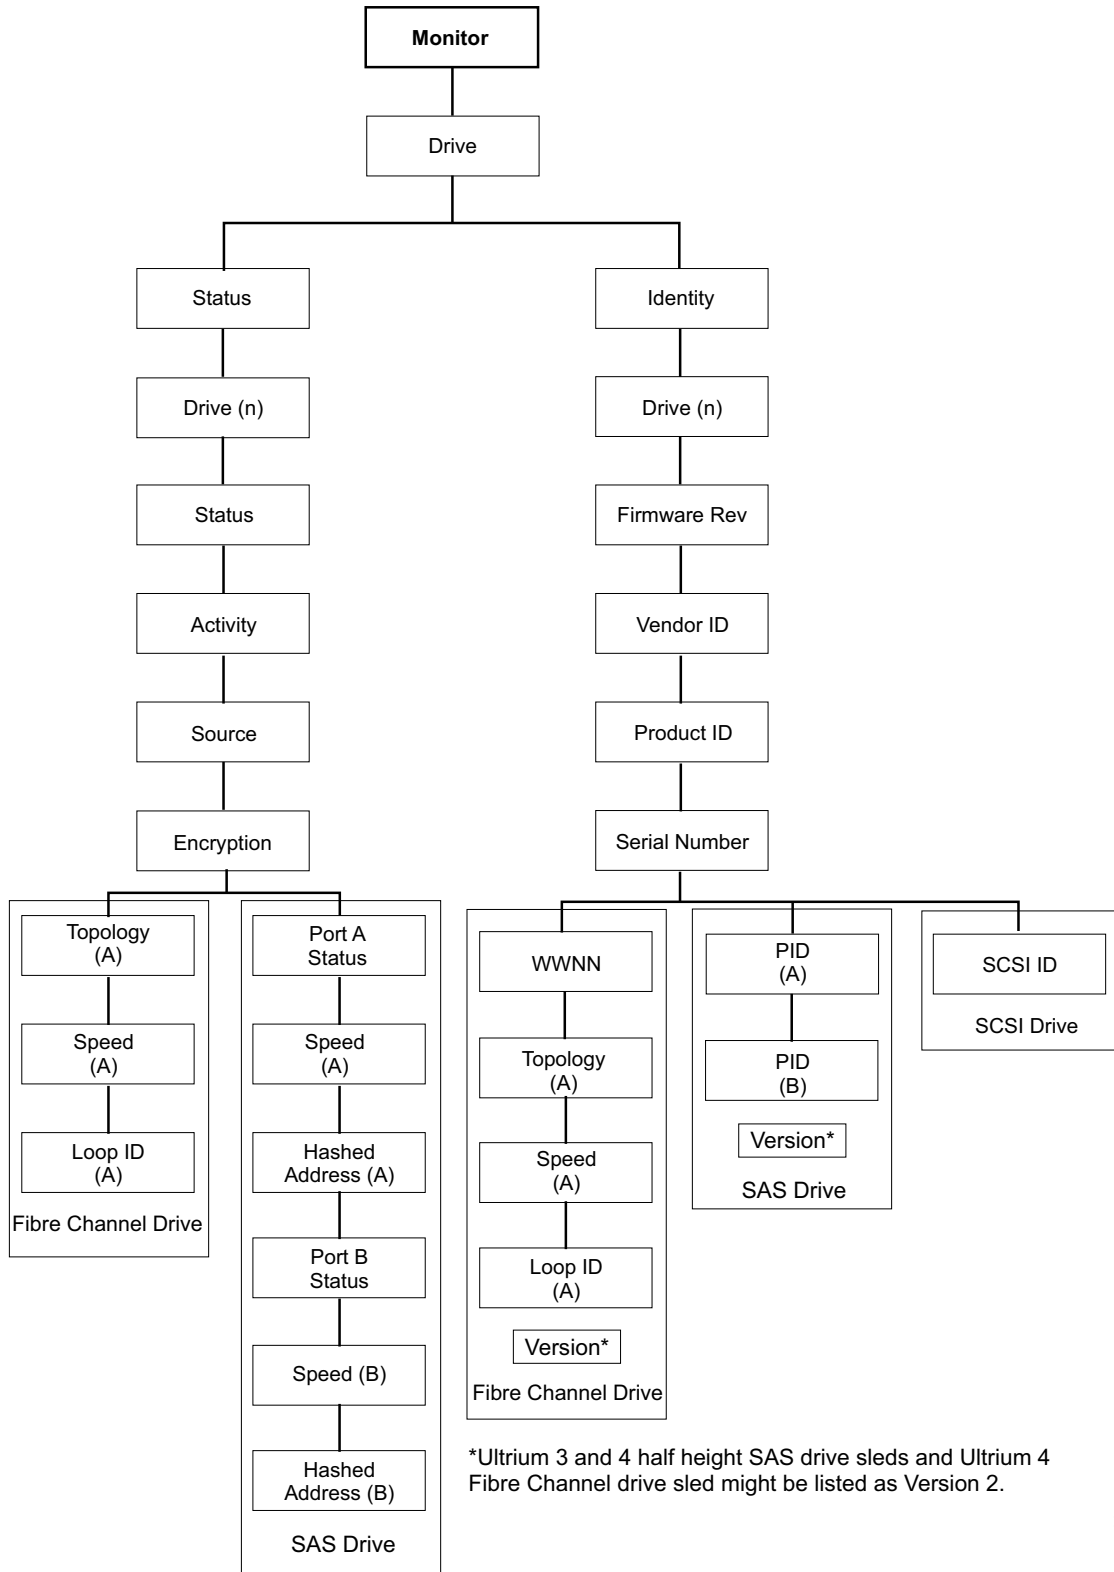 Monitor
Drive
Status
Identity
Drive (n)
Drive (n)
Status
Firmware Rev
Activity
Vendor ID
Source
Product ID
Encryption
Serial Number
Topology
(A)
Speed
(A)
Loop ID
(A)
Fibre Channel Drive
Port A
Status
Speed
(A)
Hashed
Address (A)
Port B
Status
Speed (B)
Hashed
Address (B)
SAS Drive
WWNN
Topology
(A)
Speed
(A)
Loop ID
(A)
Version*
Fibre Channel Drive
PID
(A)
PID
(B)
Version*
SAS Drive
SCSI ID
SCSI Drive
*Ultrium 3 and 4 half height SAS drive sleds and Ultrium 4
Fibre Channel drive sled might be listed as Version 2.